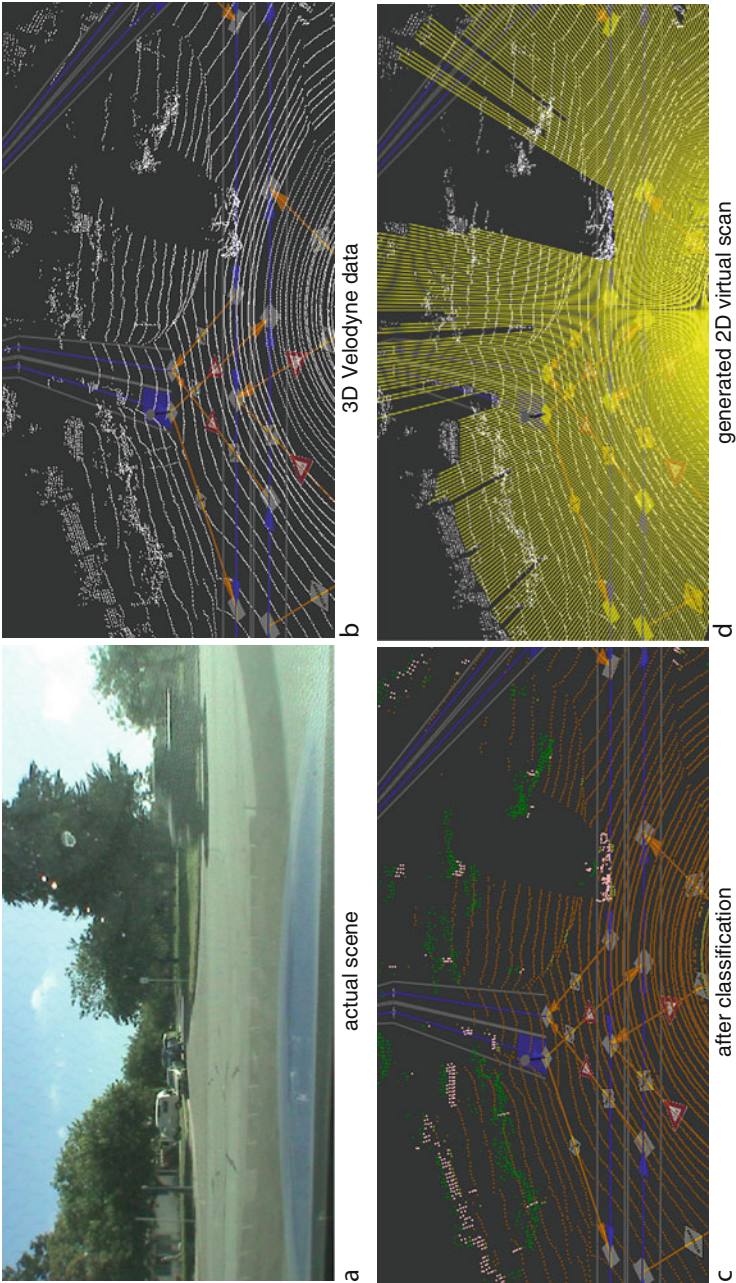 a
actual scene
b
3D Velodyne data
c
after classification
d
generated 2D virtual scan